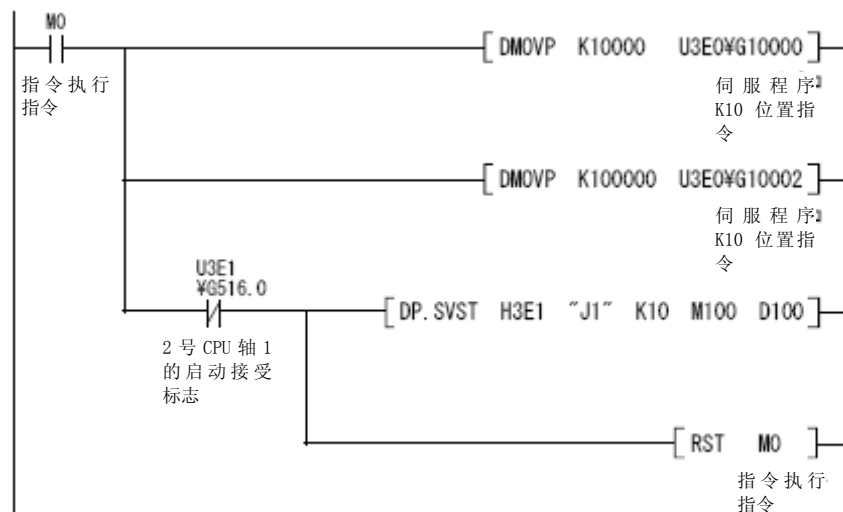 M0
[ DMOVP K10000 U3E0¥G10000 ]
指令执行
指令
伺服程序
K10 位置指
令
[ DMOVP K100000 U3E0¥G10002 ]
伺服程序
K10 位置指
令
U3E1
¥G516.0
[ DP.SVST H3E1 "J1" K10 M100 D100 ]
2 号 CPU 轴 1
的启动接受
标志
[ RST M0 ]
指令执行
指令